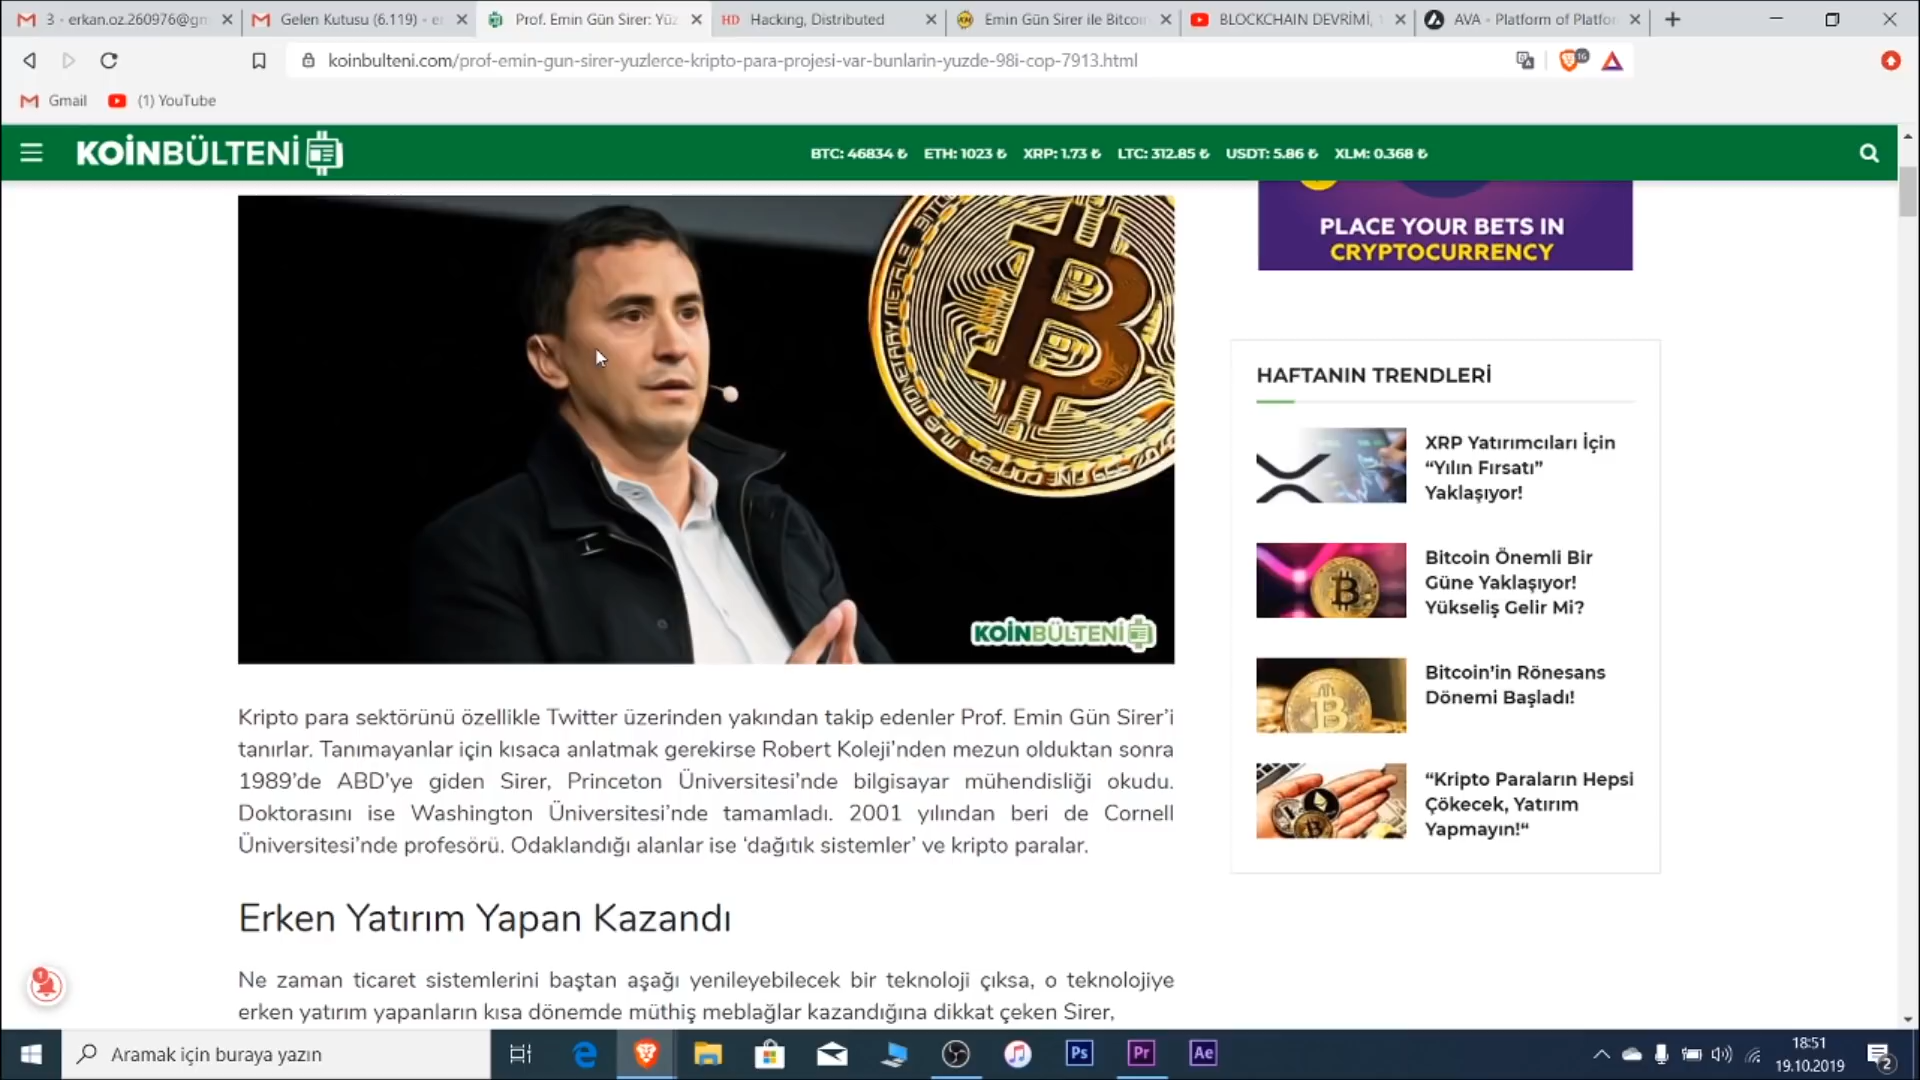 3 - erkan.oz.260976@gm
Gelen Kutusu (6.119) - er
Prof. Emin Gün Sirer: Yüz
HD Hacking, Distributed
Emin Gün Sirer ile Bitcoi
BLOCKCHAIN DEVRİMİ,
AVA - Platform of Platfo
koinbulteni.com/prof-emin-gun-sirer-yuzlerce-kripto-para-projesi-var-bunlarin-yuzde-98i-cop-7913.html
16
Gmail
(1) YouTube
KOİNBÜLTENİ
BTC: 46834 ₺ ETH: 1023 ₺ XRP: 1.73 ₺ LTC: 312.85 ₺ USDT: 5.86 ₺ XLM: 0.368 ₺
PLACE YOUR BETS IN
CRYPTOCURRENCY
KOİNBÜLTENİ
HAFTANIN TRENDLERİ
XRP Yatırımcıları İçin
“Yılın Fırsatı”
Yaklaşıyor!
Bitcoin Önemli Bir
Güne Yaklaşıyor!
Yükseliş Gelir Mi?
Bitcoin’in Rönesans
Dönemi Başladı!
“Kripto Paraların Hepsi
Çökecek, Yatırım
Yapmayın!“
Kripto para sektörünü özellikle Twitter üzerinden yakından takip edenler Prof. Emin Gün Sirer’i
tanırlar. Tanımayanlar için kısaca anlatmak gerekirse Robert Koleji’nden mezun olduktan sonra
1989’de ABD’ye giden Sirer, Princeton Üniversitesi’nde bilgisayar mühendisliği okudu.
Doktorasını ise Washington Üniversitesi’nde tamamladı. 2001 yılından beri de Cornell
Üniversitesi’nde profesörü. Odaklandığı alanlar ise ‘dağıtık sistemler’ ve kripto paralar.
Erken Yatırım Yapan Kazandı
Ne zaman ticaret sistemlerini baştan aşağı yenileyebilecek bir teknoloji çıksa, o teknolojiye
erken yatırım yapanların kısa dönemde müthiş meblağlar kazandığına dikkat çeken Sirer,
1
Aramak için buraya yazın
Ps
Pr
Ae
18:51
19.10.2019
2